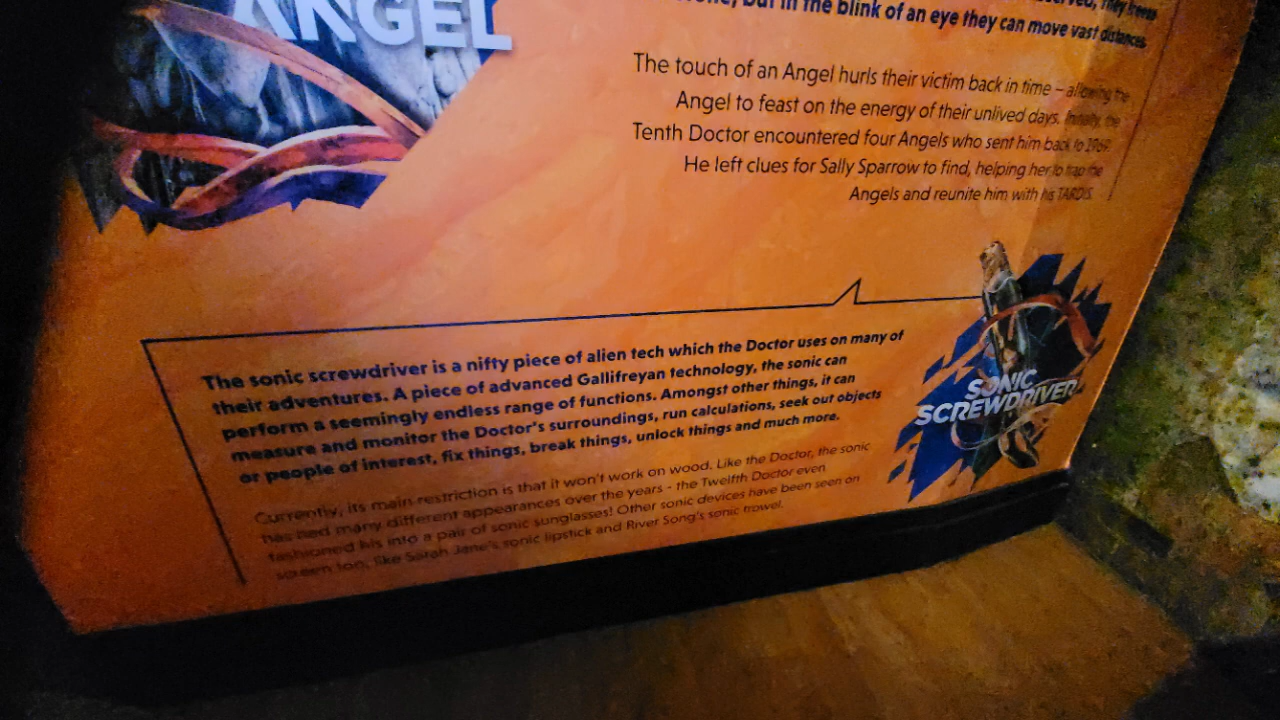 ANGEL
but in the blink of an eye they can move vast distances.
The touch of an Angel hurls their victim back in time – allowing the
Angel to feast on the energy of their unlived days. the
Tenth Doctor encountered four Angels who sent him back to 1969.
He left clues for Sally Sparrow to find, helping her to trap the
Angels and reunite him with his TARDIS.
The sonic screwdriver is a nifty piece of alien tech which the Doctor uses on many of
their adventures. A piece of advanced Gallifreyan technology, the sonic can
perform a seemingly endless range of functions. Amongst other things, it can
measure and monitor the Doctor's surroundings, run calculations, seek out objects
or people of interest, fix things, break things, unlock things and much more.
Currently, its main restriction is that it won't work on wood. Like the Doctor, the sonic
has had many different appearances over the years - the Twelfth Doctor even
fashioned his into a pair of sonic sunglasses! Other sonic devices have been seen on
screen too, like Sarah Jane's sonic lipstick and River Song's sonic trowel.
SONIC
SCREWDRIVER